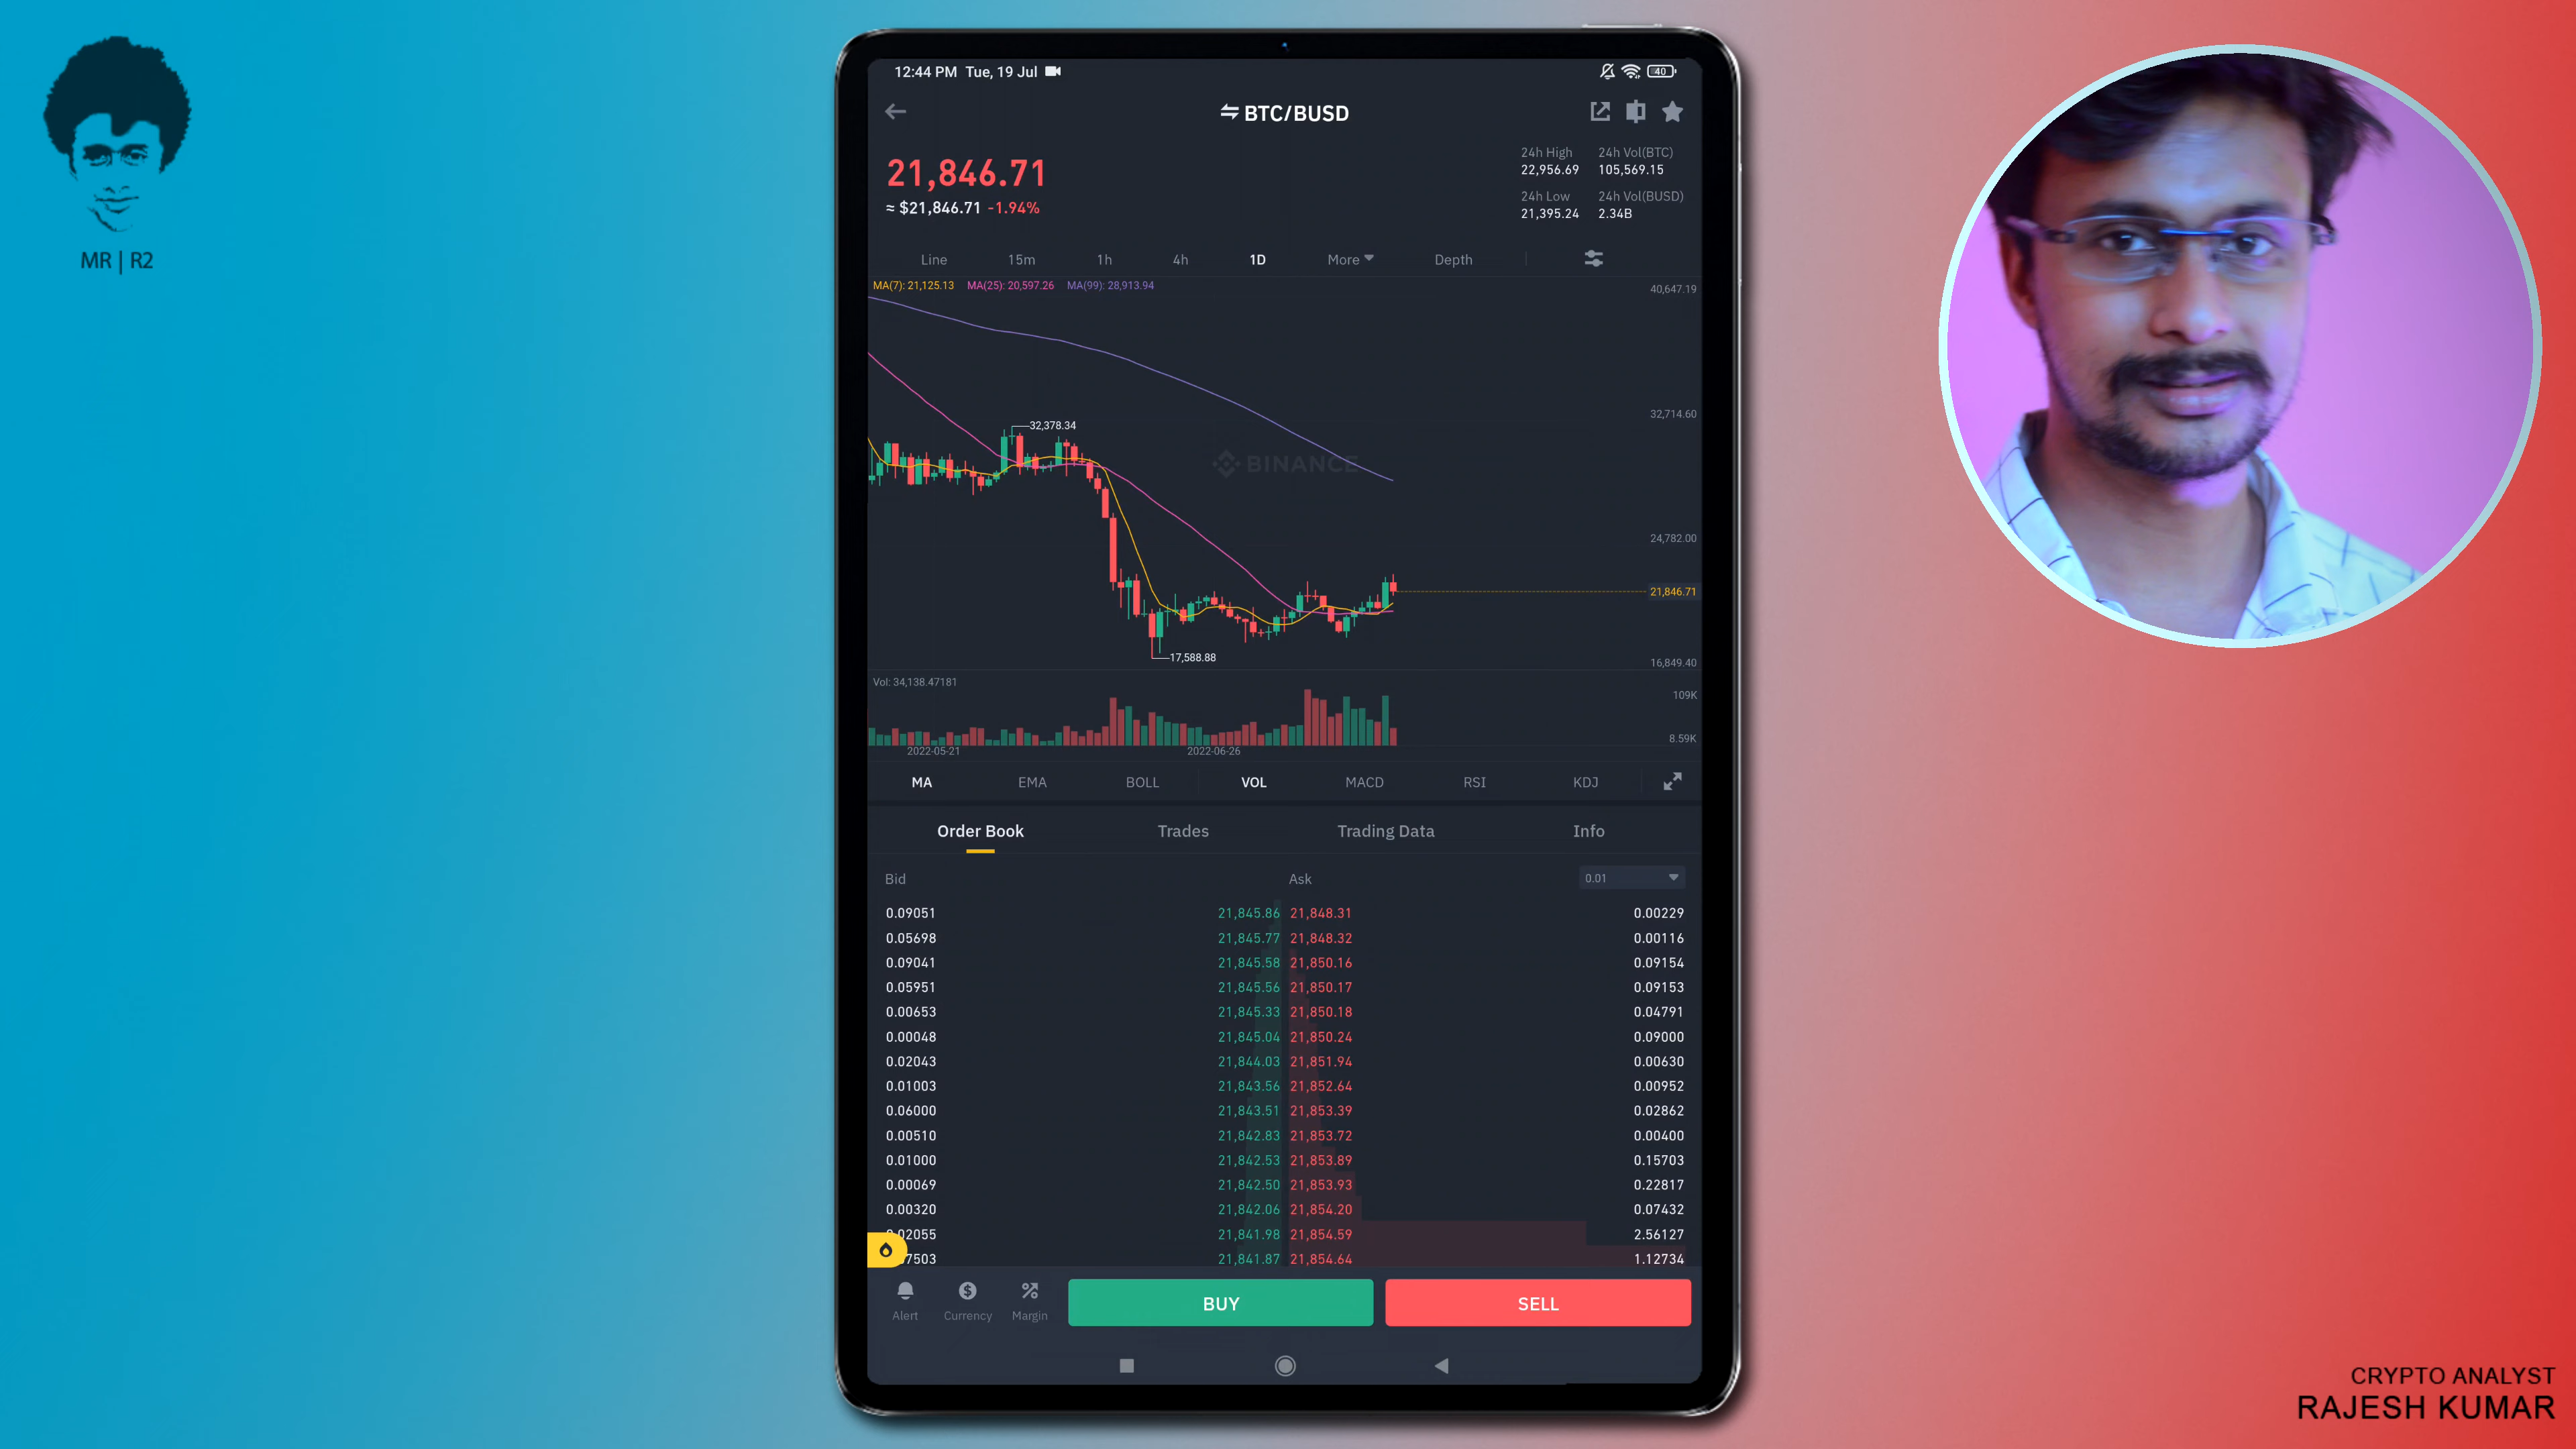 MR | R2
12:44 PM Tue, 19 Jul
40
BTC/BUSD
21,846.71
≈ $21,846.71 -1.94%
24h High 24h Vol(BTC)
22,956.69 105,569.15
24h Low 24h Vol(BUSD)
21,395.24 2.34B
Line 15m 1h 4h 1D More Depth
MA(7): 21,125.13 MA(25): 20,597.26 MA(99): 28,913.94
40,647.19
32,714.60
32,378.34
BINANCE
24,782.00
21,846.71
17,588.88
16,849.40
Vol: 34,138.47181
109K
8.59K
2022-05-21 2022-06-26
MA EMA BOLL VOL MACD RSI KDJ
Order Book Trades Trading Data Info
Bid Ask 0.01
0.09051 21,845.86 21,848.31 0.00229
0.05698 21,845.77 21,848.32 0.00116
0.09041 21,845.58 21,850.16 0.09154
0.05951 21,845.56 21,850.17 0.09153
0.00653 21,845.33 21,850.18 0.04791
0.00048 21,845.04 21,850.24 0.09000
0.02043 21,844.03 21,851.94 0.00630
0.01003 21,843.56 21,852.64 0.00952
0.06000 21,843.51 21,853.39 0.02862
0.00510 21,842.83 21,853.72 0.00400
0.01000 21,842.53 21,853.89 0.15703
0.00069 21,842.50 21,853.93 0.22817
0.00320 21,842.06 21,854.20 0.07432
02055 21,841.98 21,854.59 2.56127
7503 21,841.87 21,854.64 1.12734
Alert Currency Margin BUY SELL
CRYPTO ANALYST
RAJESH KUMAR